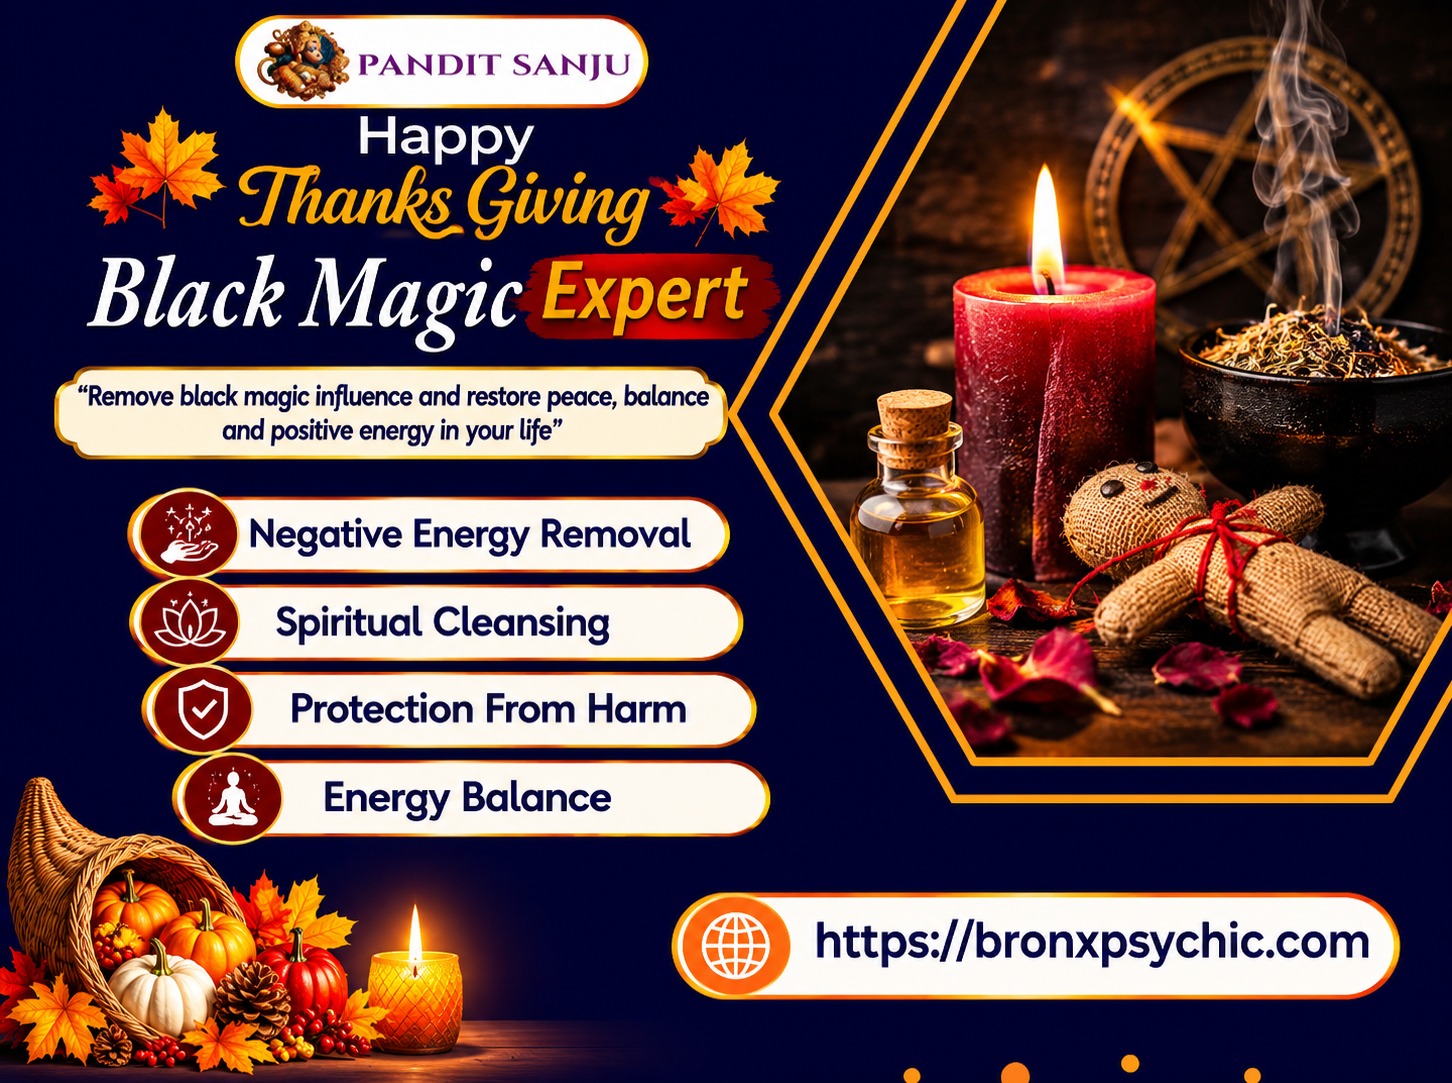 PANDIT SANJU
Happy
Thanks Giving
Black Magic Expert
“Remove black magic influence and restore peace, balance
and positive energy in your life”
Negative Energy Removal
Spiritual Cleansing
Protection From Harm
Energy Balance
https://bronxpsychic.com